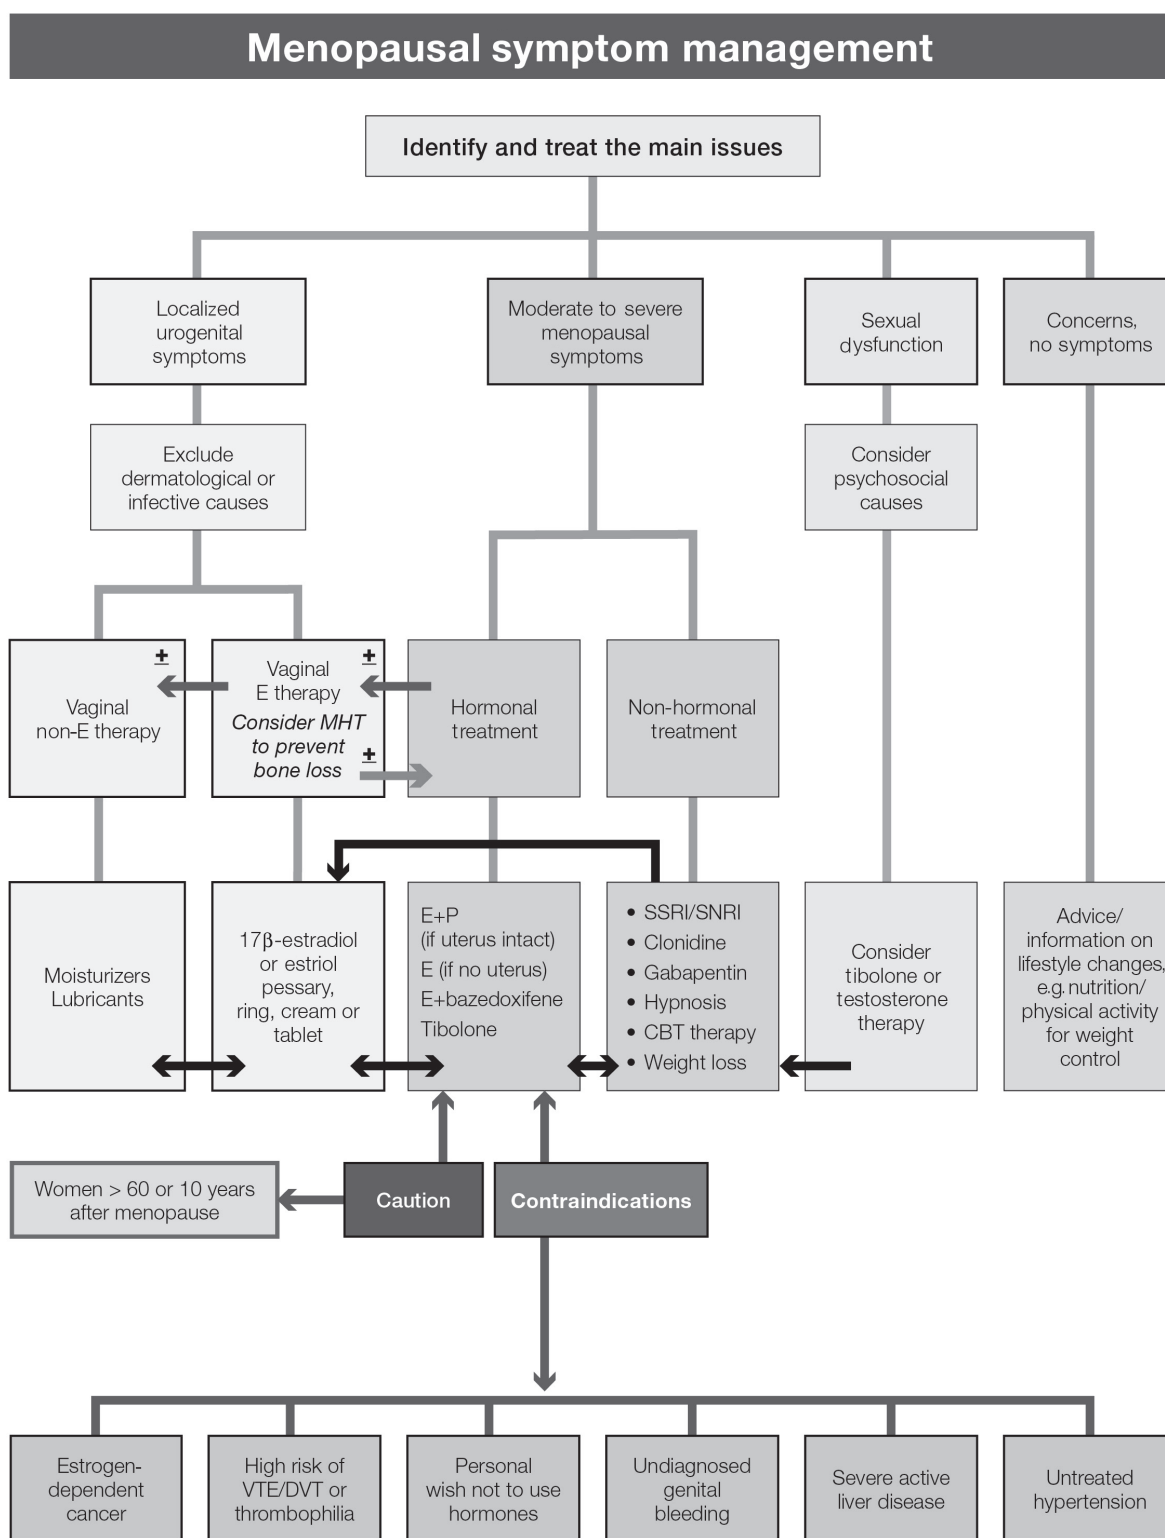 Menopausal symptom management
Identify and treat the main issues
Localized
urogenital
symptoms
Moderate to severe
menopausal
symptoms
Sexual
dysfunction
Concerns,
no symptoms
Exclude
dermatological or
infective causes
Consider
psychosocial
causes
±
Vaginal
non-E therapy
±
Vaginal
E therapy
Consider MHT
to prevent
bone loss
±
Hormonal
treatment
Non-hormonal
treatment
Moisturizers
Lubricants
17β-estradiol
or estriol
pessary,
ring, cream or
tablet
E+P
(if uterus intact)
E (if no uterus)
E+bazedoxifene
Tibolone
• SSRI/SNRI
• Clonidine
• Gabapentin
• Hypnosis
• CBT therapy
• Weight loss
Consider
tibolone or
testosterone
therapy
Advice/
information on
lifestyle changes,
e.g. nutrition/
physical activity
for weight
control
Women > 60 or 10 years
after menopause
Caution
Contraindications
Estrogen-
dependent
cancer
High risk of
VTE/DVT or
thrombophilia
Personal
wish not to use
hormones
Undiagnosed
genital
bleeding
Severe active
liver disease
Untreated
hypertension